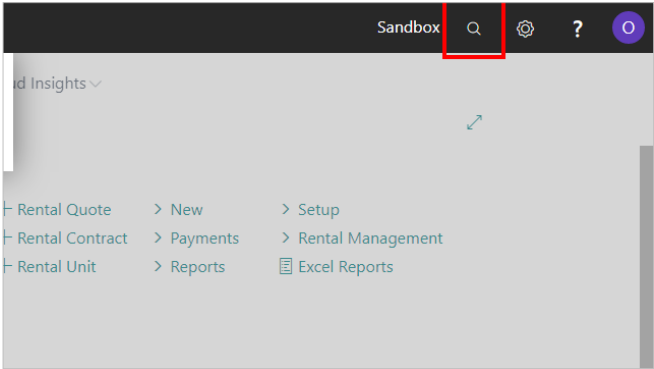 Sandbox ? O
Insights
Rental Quote > New > Setup
Rental Contract > Payments > Rental Management
Rental Unit > Reports Excel Reports